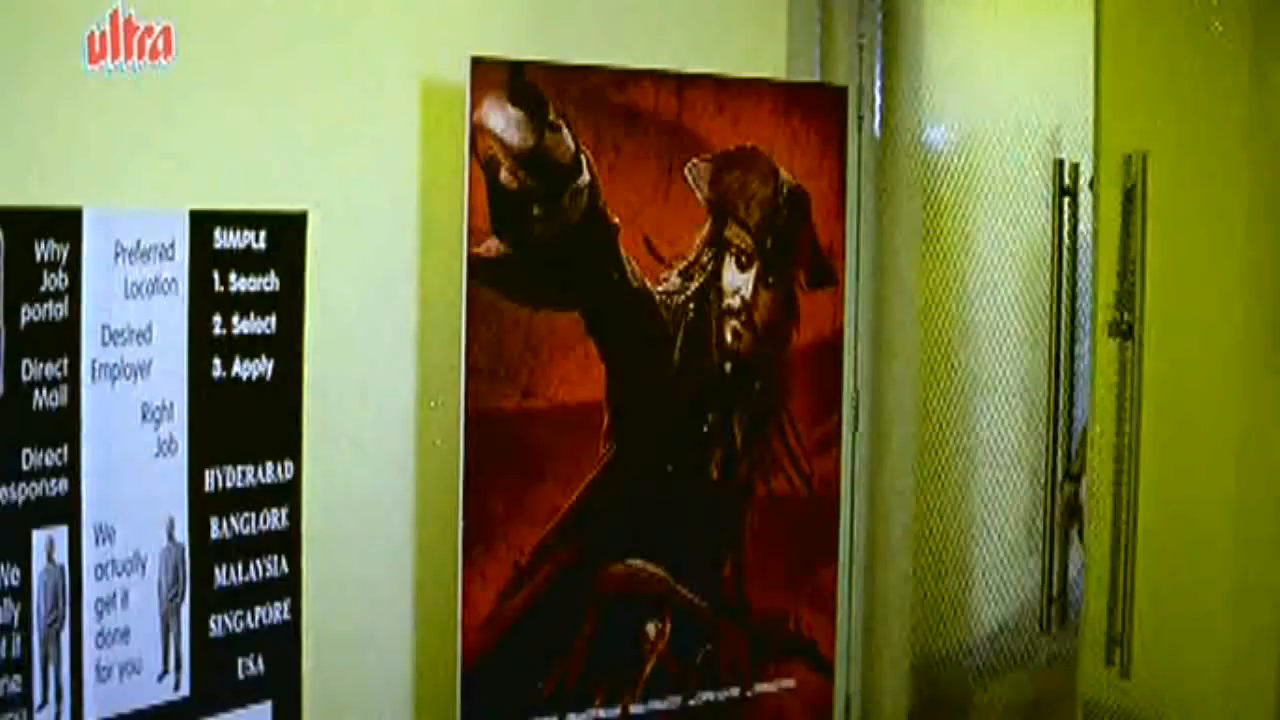 ultra
Why
Job
portal
Direct
Mail
Direct
Preferred
Location
Desired
Employer
Right
Job
We
actually
get it
done
for you
SIMPLE
1. Search
2. Select
3. Apply
HYDERABAD
BANGLORE
MALAYSIA
SINGAPORE
USA